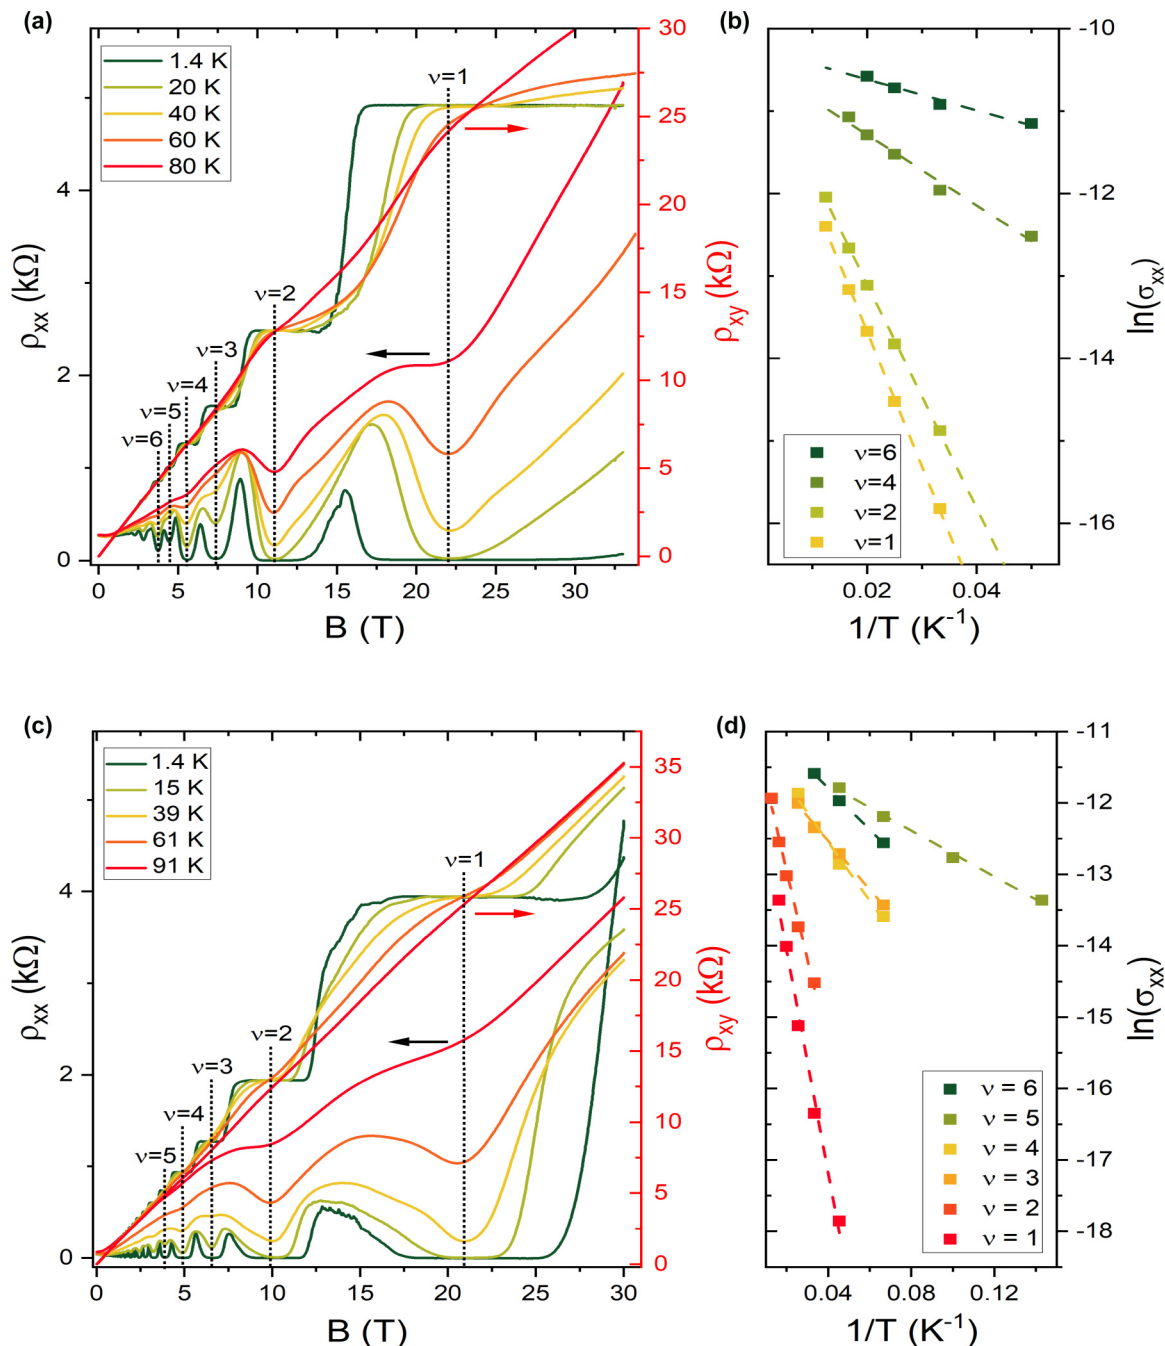 (a)
1.4 K
20 K
40 K
60 K
80 K
ν=1
ν=2
ν=3
ν=4
ν=5
ν=6
ρxx (kΩ)
0
2
4
0
5
10
15
20
25
30
ρxy (kΩ)
0 5 10 15 20 25 30
B (T)
(b)
-10
-12
-14
-16
ln(σxx)
ν=6
ν=4
ν=2
ν=1
0.02 0.04
1/T (K⁻¹)
(c)
1.4 K
15 K
39 K
61 K
91 K
ν=1
ν=2
ν=3
ν=4
ν=5
ρxx (kΩ)
0
2
4
0
5
10
15
20
25
30
35
ρxy (kΩ)
0 5 10 15 20 25 30
B (T)
(d)
-11
-12
-13
-14
-15
-16
-17
-18
ln(σxx)
ν = 6
ν = 5
ν = 4
ν = 3
ν = 2
ν = 1
0.04 0.08 0.12
1/T (K⁻¹)